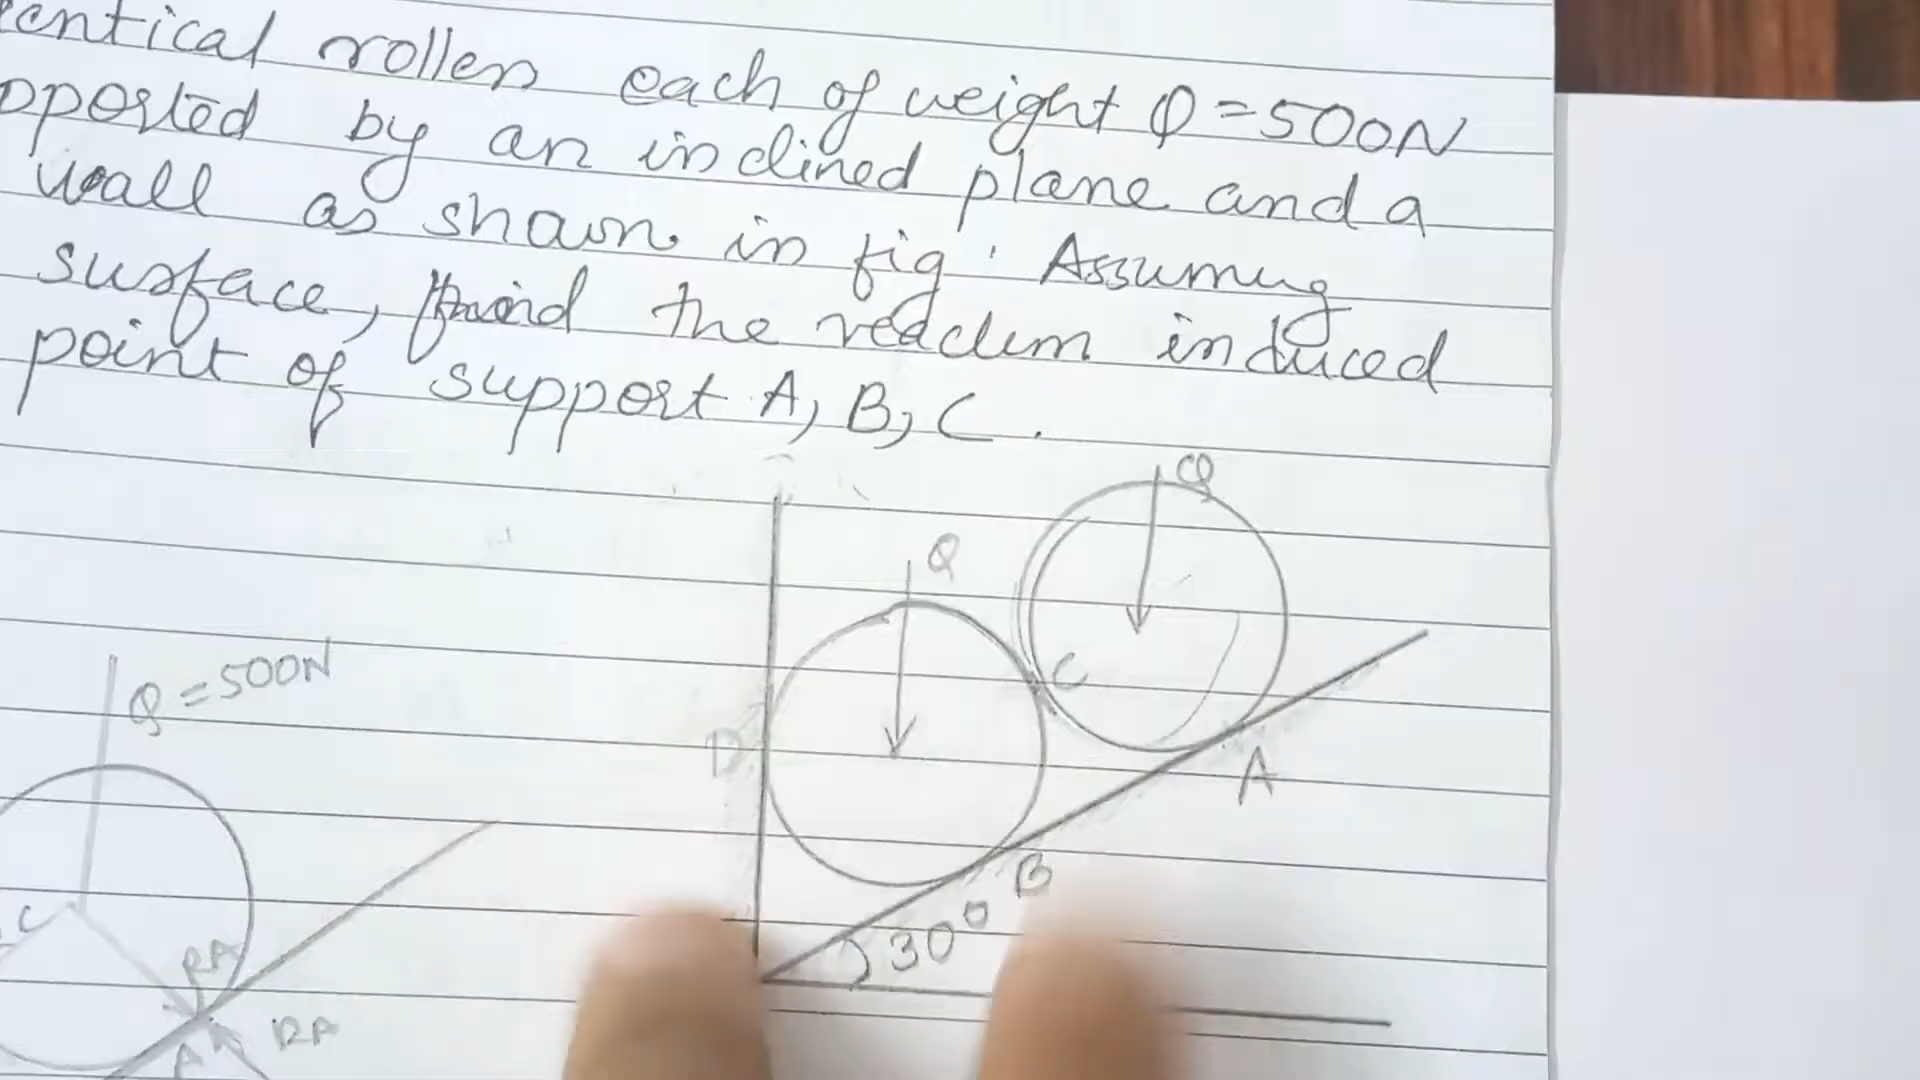 entical rollers each of weight Q = 500N
pported by an inclined plane and a
wall as shown in fig. Assuming
surface, find the reaction induced
point of support A, B, C.
Q
Q
C
D
A
B
30°
Q = 500N
C
RA
RA
A